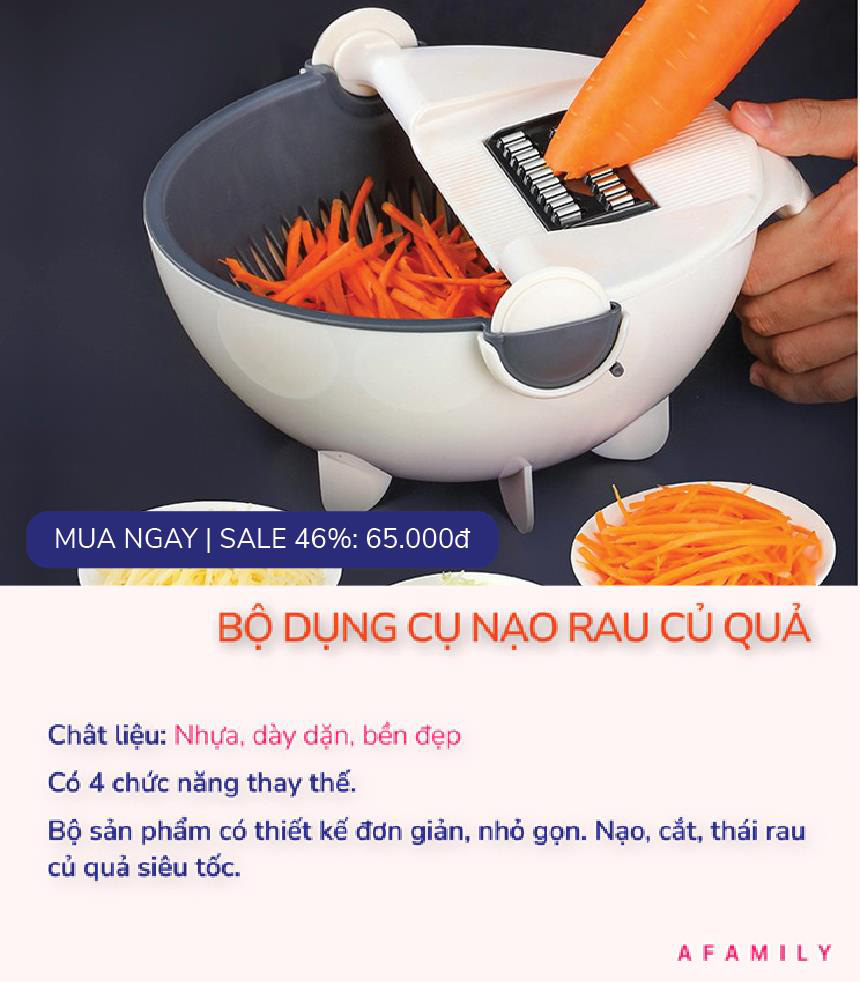 MUA NGAY | SALE 46%: 65.000đ
BỘ DỤNG CỤ NẠO RAU CỦ QUẢ
Chât liệu: Nhựa, dày dặn, bền đẹp
Có 4 chức năng thay thế.
Bộ sản phẩm có thiết kế đơn giản, nhỏ gọn. Nạo, cắt, thái rau
củ quả siêu tốc.
AFAMILY